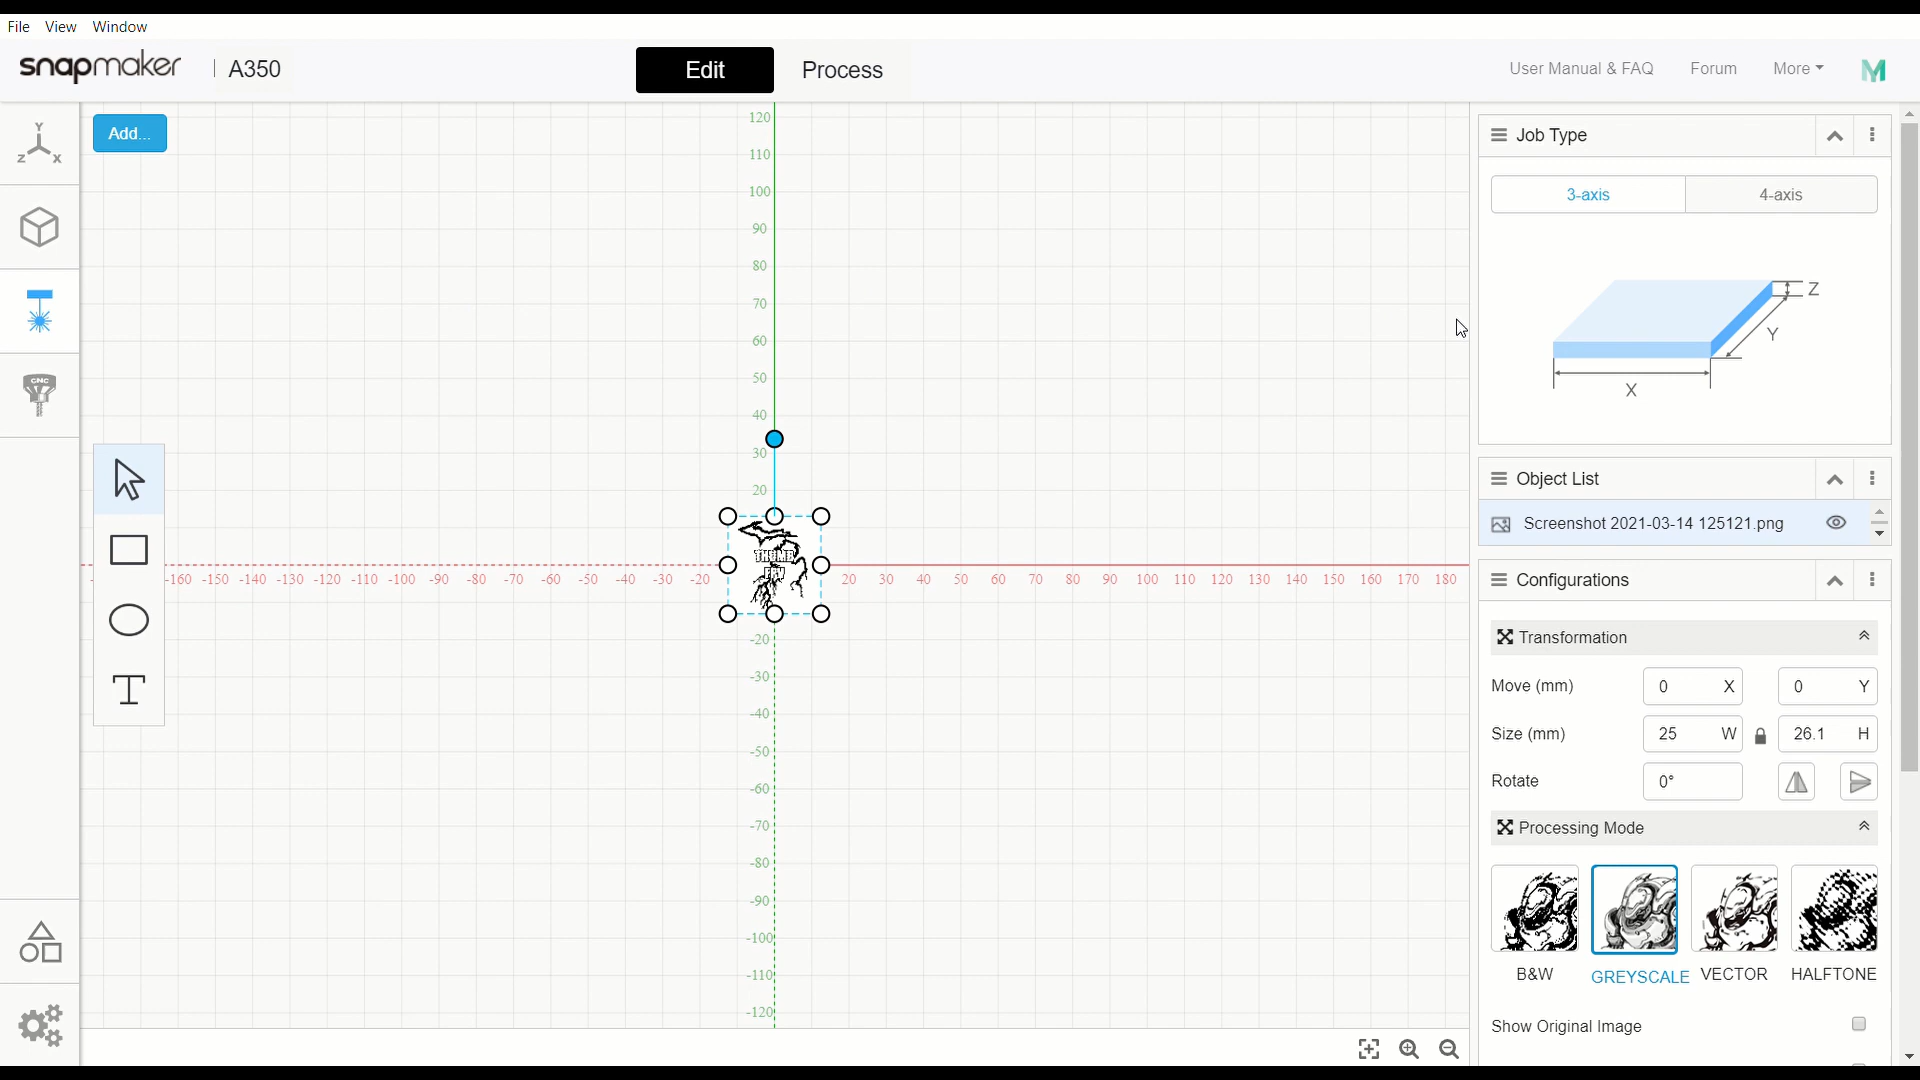 File View Window
snapmaker | A350
Edit Process
User Manual & FAQ Forum More
Add...
Y
Z X
CNC
120
110
100
90
80
70
60
50
40
30
20
-160 -150 -140 -130 -120 -110 -100 -90 -80 -70 -60 -50 -40 -30 -20 20 30 40 50 60 70 80 90 100 110 120 130 140 150 160 170 180
-20
-30
-40
-50
-60
-70
-80
-90
-100
-110
-120
THUMB
FPV
T
Job Type
3-axis 4-axis
Z
Y
X
Object List
Screenshot 2021-03-14 125121.png
Configurations
Transformation
Move (mm) 0 X 0 Y
Size (mm) 25 W 26.1 H
Rotate 0°
Processing Mode
B&W GREYSCALE VECTOR HALFTONE
Show Original Image